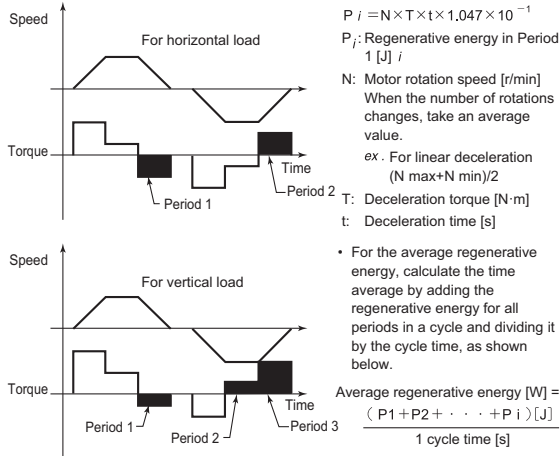 Speed
For horizontal load
Torque
Time
Period 1
Period 2
Speed
For vertical load
Torque
Time
Period 1
Period 2
Period 3
P i =N×T×t×1.047×10⁻¹
Pi: Regenerative energy in Period
1 [J] i
N: Motor rotation speed [r/min]
When the number of rotations
changes, take an average
value.
ex. For linear deceleration
(N max+N min)/2
T: Deceleration torque [N·m]
t: Deceleration time [s]
• For the average regenerative
energy, calculate the time
average by adding the
regenerative energy for all
periods in a cycle and dividing it
by the cycle time, as shown
below.
Average regenerative energy [W] =
( P1+P2+ · · · +P i )[J]
1 cycle time [s]